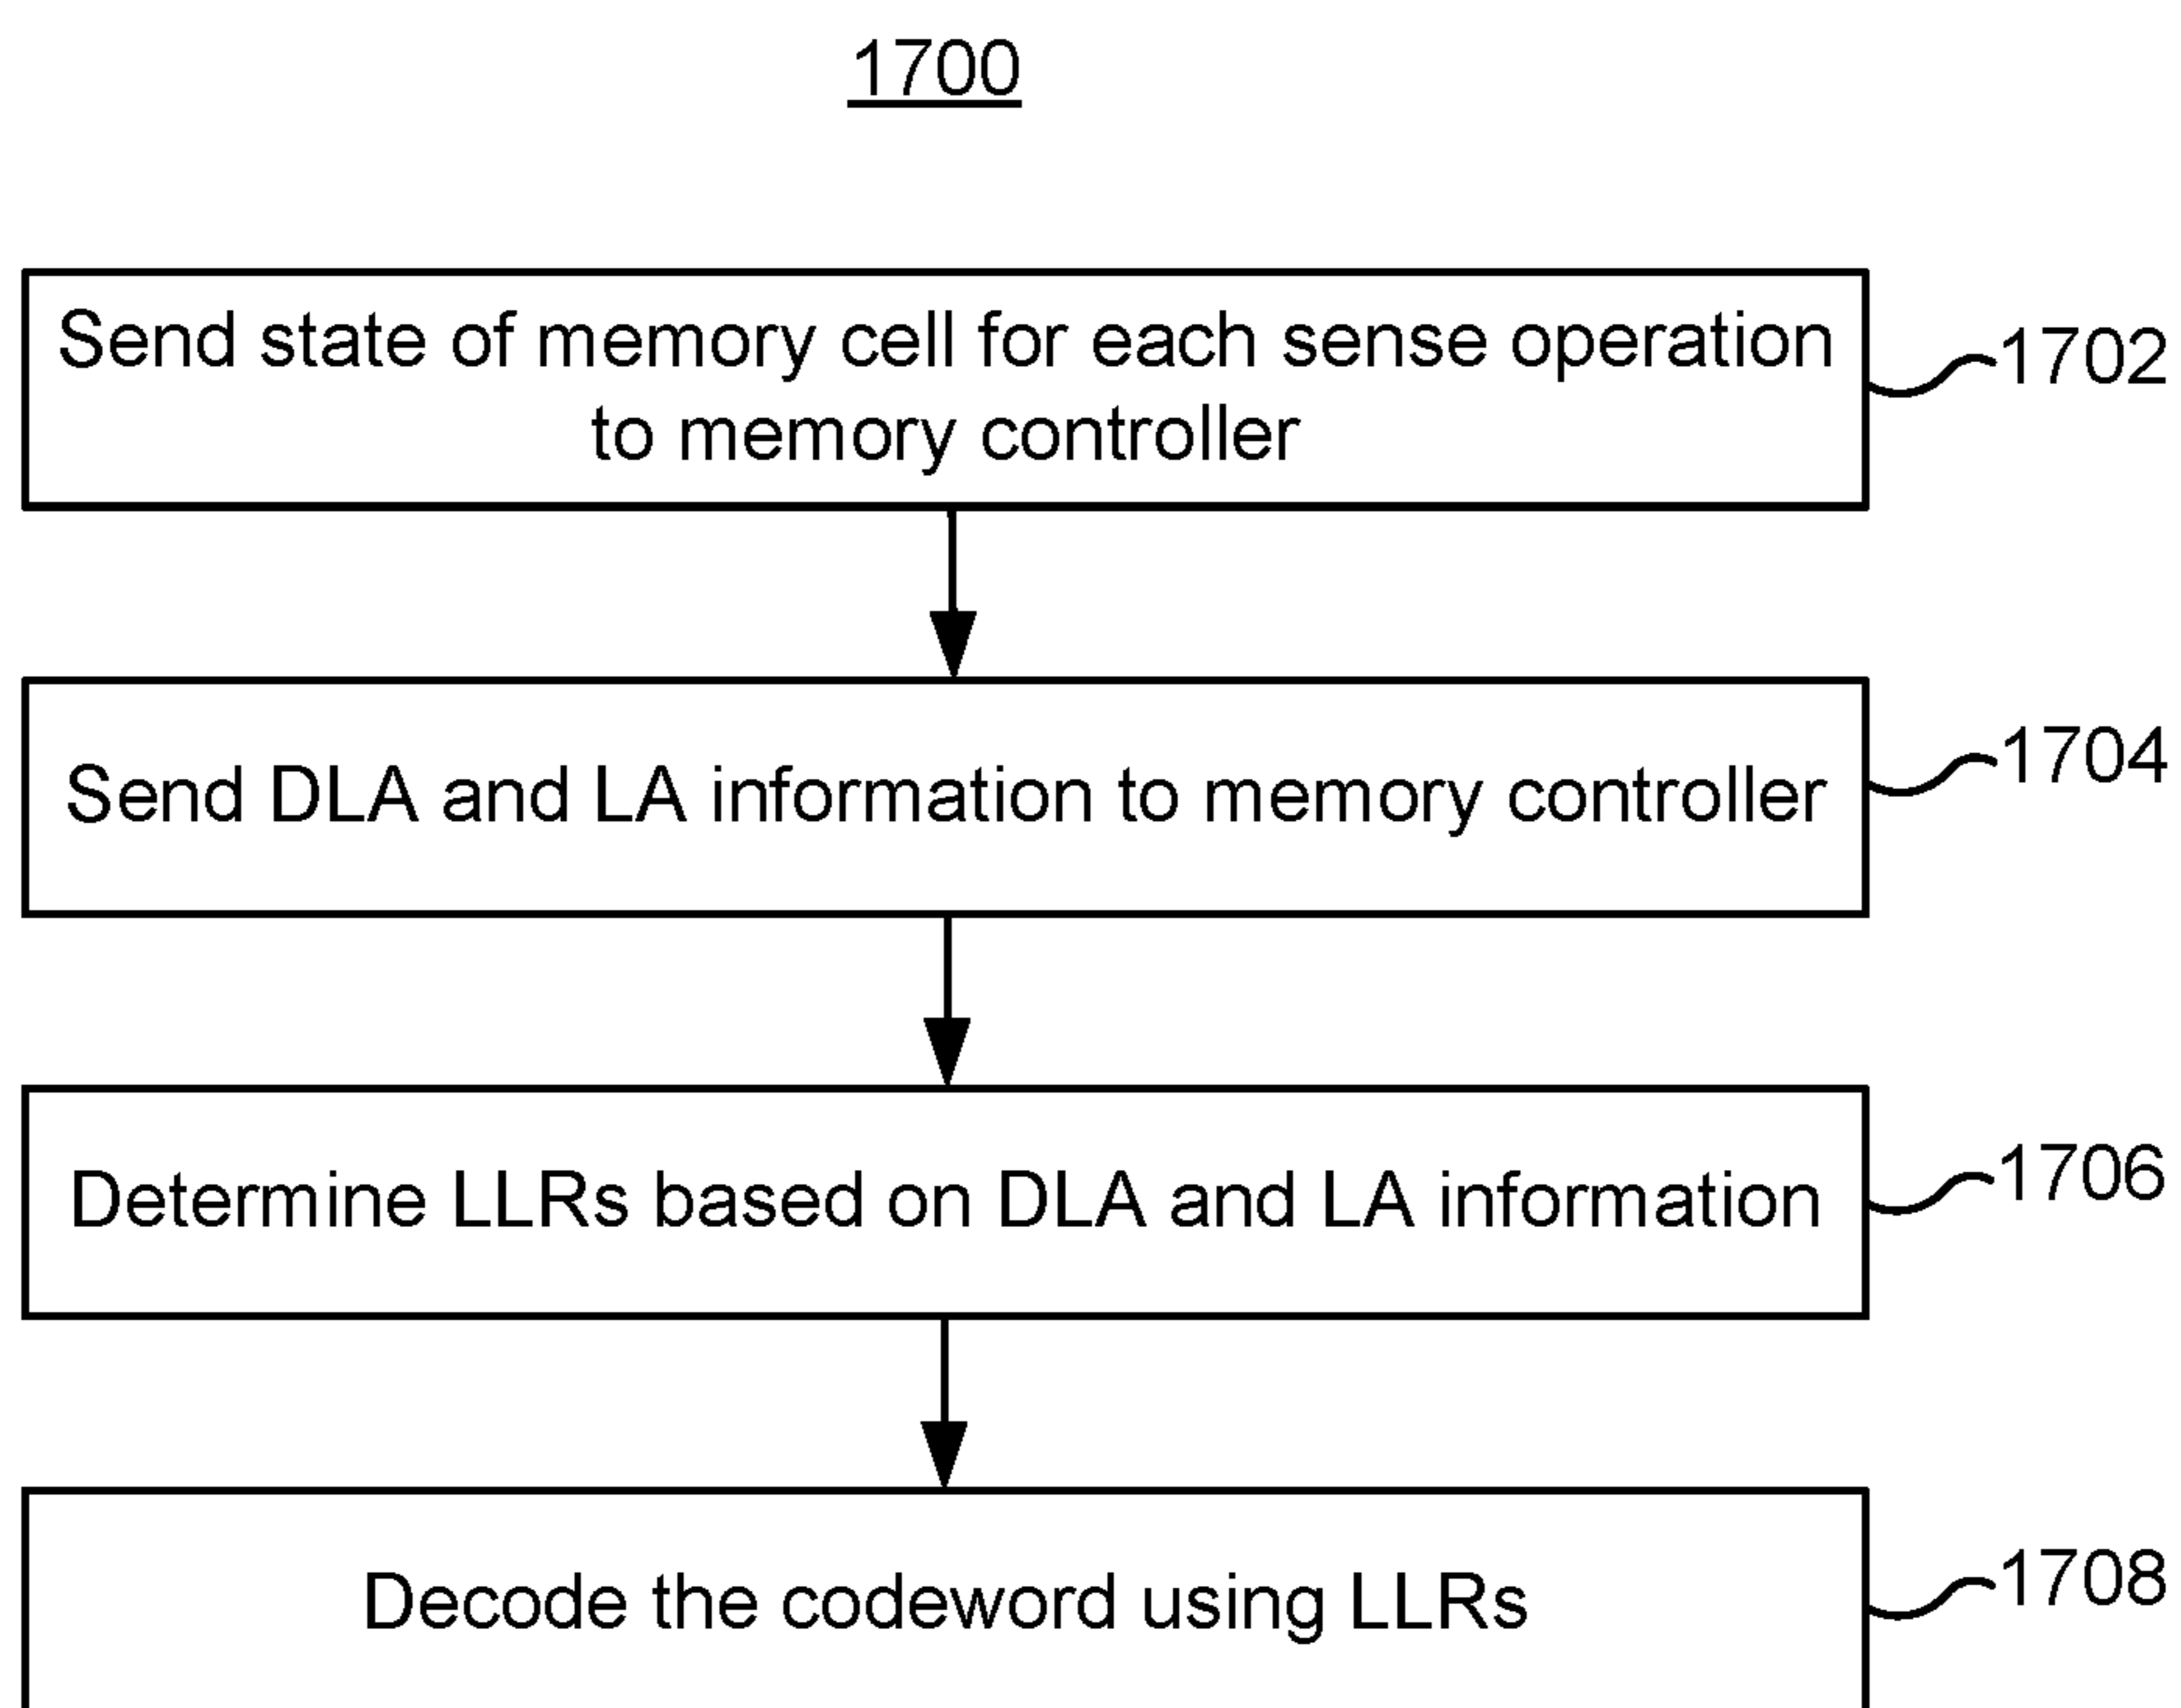 1700
Send state of memory cell for each sense operation
to memory controller
1702
Send DLA and LA information to memory controller
1704
Determine LLRs based on DLA and LA information
1706
Decode the codeword using LLRs
1708